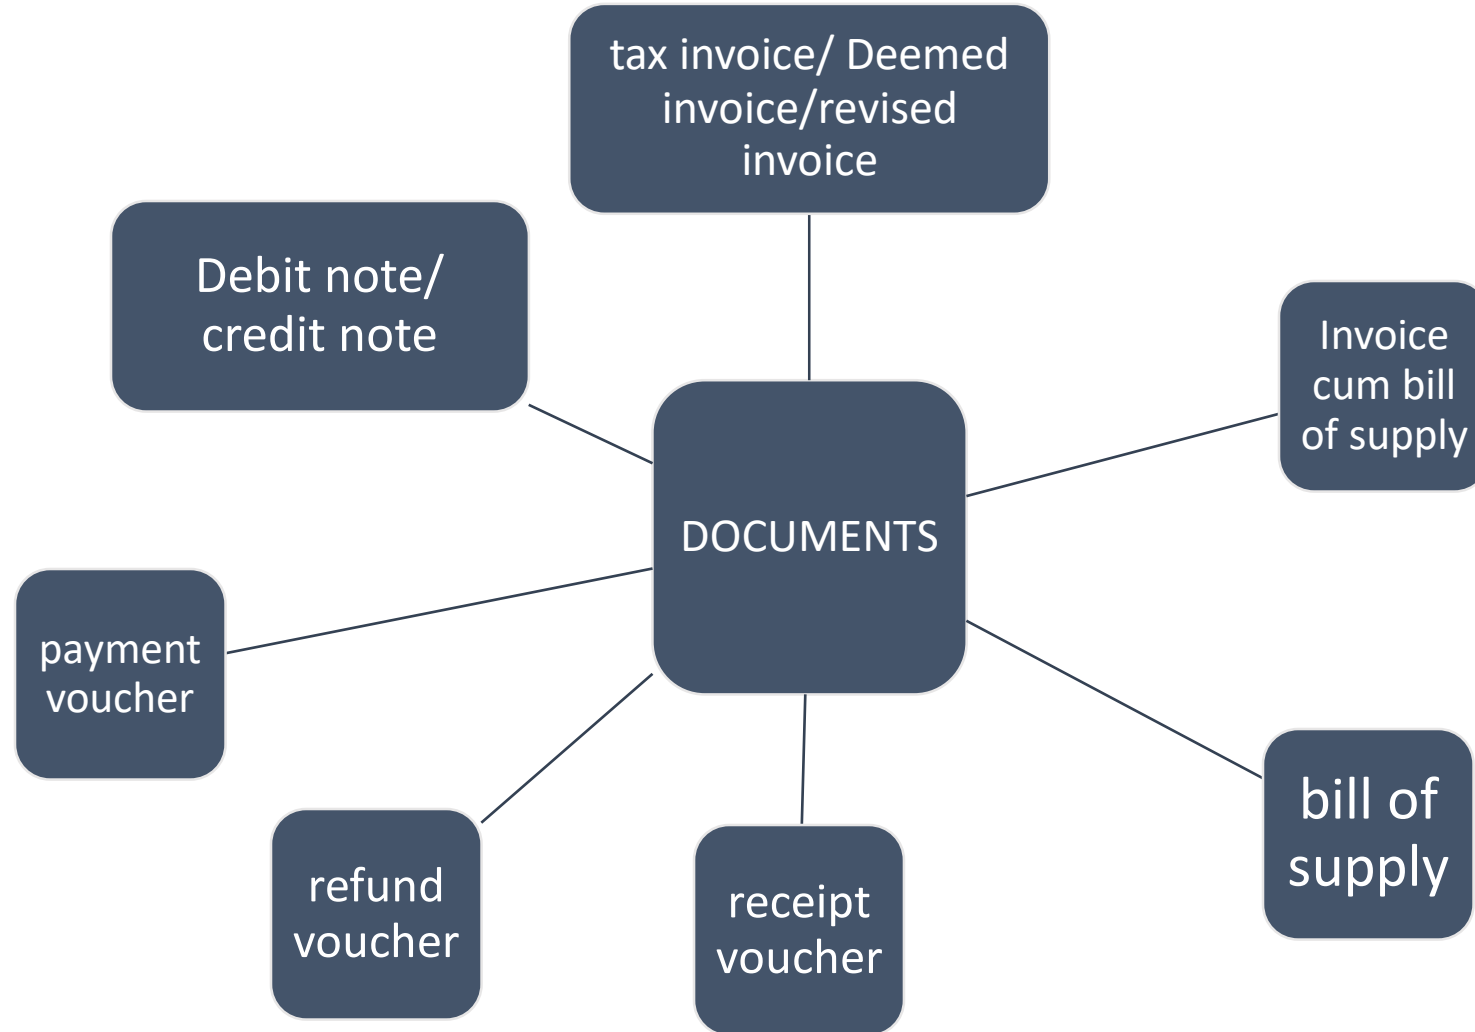 tax invoice/ Deemed
invoice/revised
invoice
Debit note/
credit note
Invoice
cum bill
of supply
DOCUMENTS
payment
voucher
bill of
supply
refund
voucher
receipt
voucher